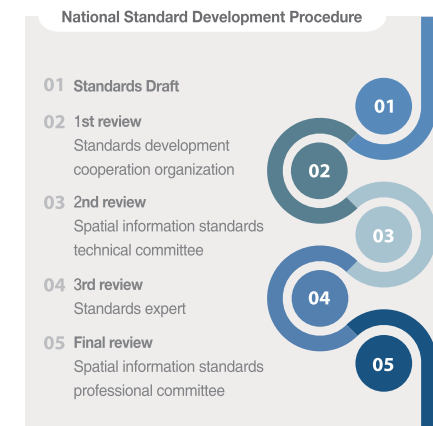 National Standard Development Procedure
01 Standards Draft
02 1st review
Standards development
cooperation organization
03 2nd review
Spatial information standards
technical committee
04 3rd review
Standards expert
05 Final review
Spatial information standards
professional committee
01
02
03
04
05